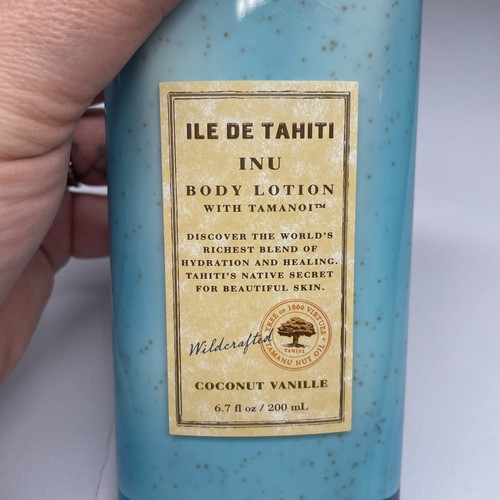 ILE DE TAHITI
INU
BODY LOTION
WITH TAMANOI™
DISCOVER THE WORLD'S
RICHEST BLEND OF
HYDRATION AND HEALING.
TAHITI'S NATIVE SECRET
FOR BEAUTIFUL SKIN.
Wildcrafted
TREE OF 1000 VIRTUES
TAMANU NUT OIL
COCONUT VANILLE
6.7 fl oz / 200 mL